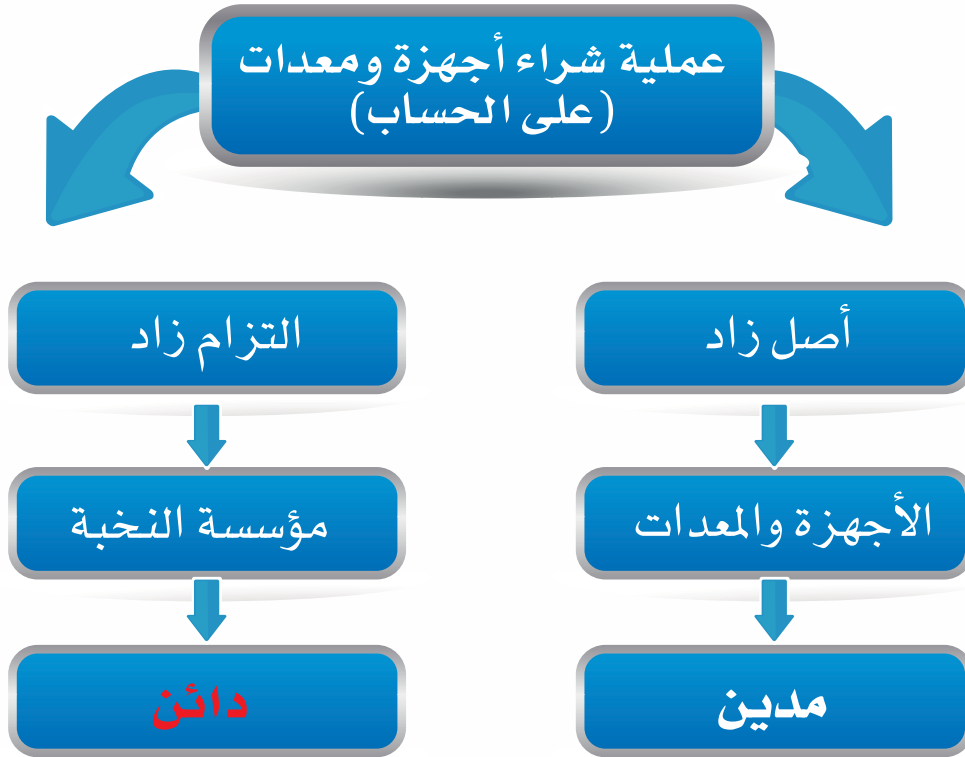 عملية شراء أجهزة ومعدات
(على الحساب)
أصل زاد
التزام زاد
الأجهزة والمعدات
مؤسسة النخبة
مدين
دائن